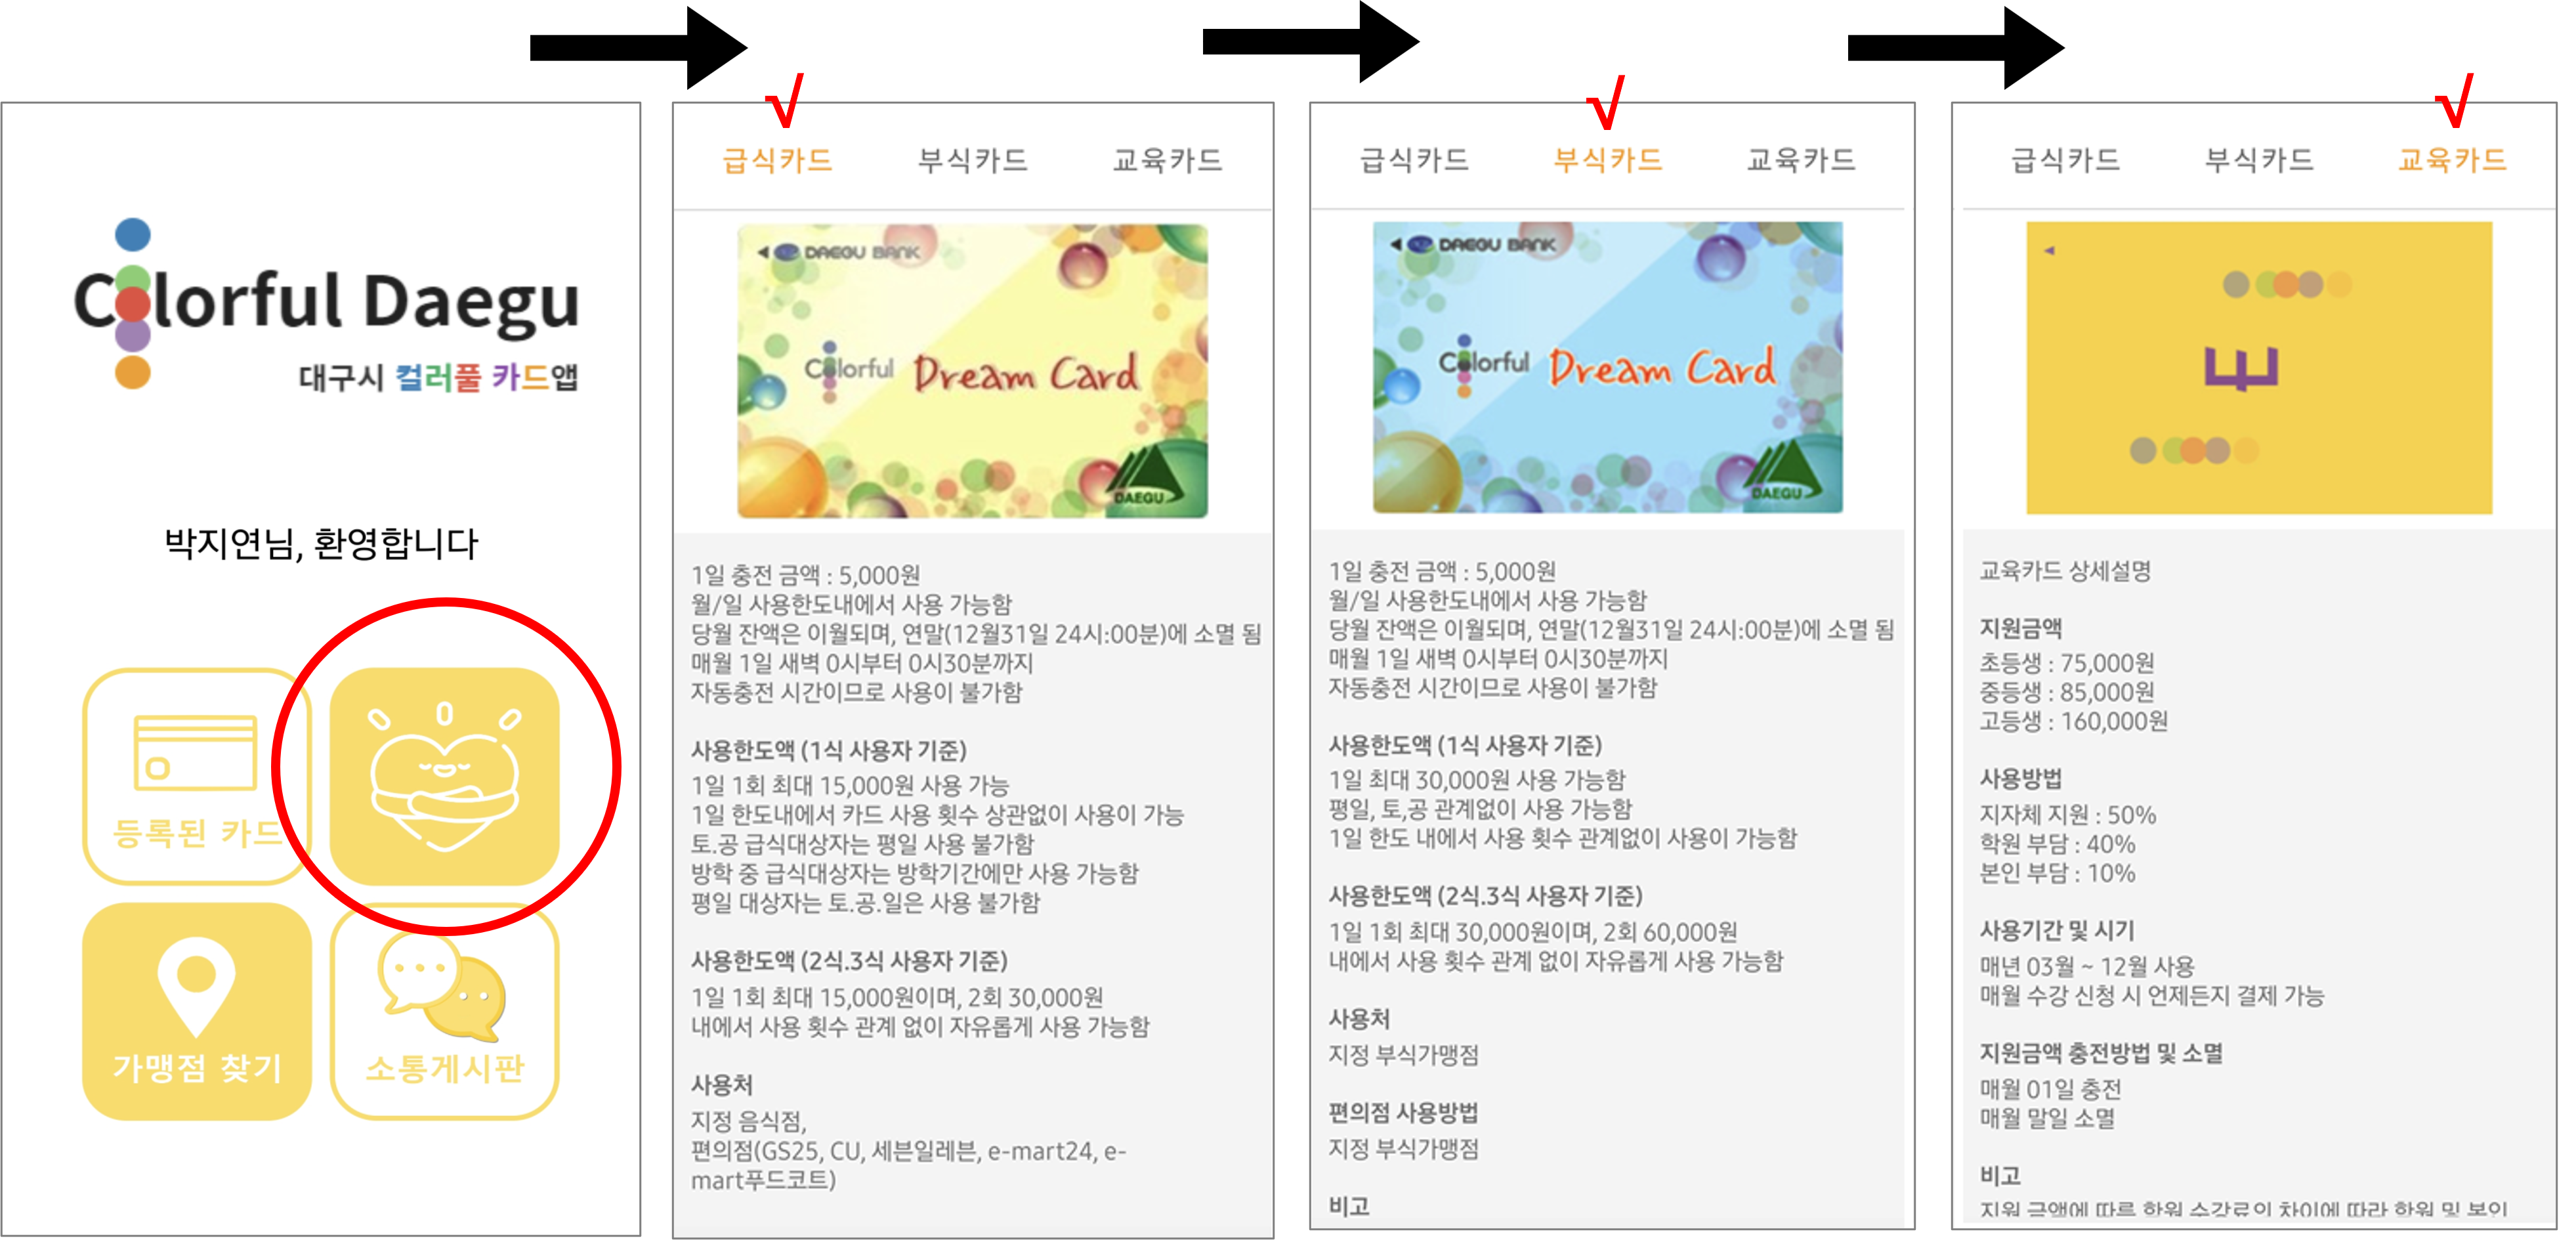 Colorful Daegu
대구시 컬러풀 카드앱
박지연님, 환영합니다
등록된 카드
가맹점 찾기
소통게시판
√
급식카드 부식카드 교육카드
DAEGU BANK
Colorful Dream Card
DAEGU
1일 충전 금액 : 5,000원
월/일 사용한도내에서 사용 가능함
당월 잔액은 이월되며, 연말(12월31일 24시:00분)에 소멸 됨
매월 1일 새벽 0시부터 0시30분까지
자동충전 시간이므로 사용이 불가함
사용한도액 (1식 사용자 기준)
1일 1회 최대 15,000원 사용 가능
1일 한도내에서 카드 사용 횟수 상관없이 사용이 가능
토.공 급식대상자는 평일 사용 불가함
방학 중 급식대상자는 방학기간에만 사용 가능함
평일 대상자는 토.공.일은 사용 불가함
사용한도액 (2식.3식 사용자 기준)
1일 1회 최대 15,000원이며, 2회 30,000원
내에서 사용 횟수 관계 없이 자유롭게 사용 가능함
사용처
지정 음식점,
편의점(GS25, CU, 세븐일레븐, e-mart24, e-
mart푸드코트)
√
급식카드 부식카드 교육카드
DAEGU BANK
Colorful Dream Card
DAEGU
1일 충전 금액 : 5,000원
월/일 사용한도내에서 사용 가능함
당월 잔액은 이월되며, 연말(12월31일 24시:00분)에 소멸 됨
매월 1일 새벽 0시부터 0시30분까지
자동충전 시간이므로 사용이 불가함
사용한도액 (1식 사용자 기준)
1일 최대 30,000원 사용 가능함
평일, 토,공 관계없이 사용 가능함
1일 한도 내에서 사용 횟수 관계없이 사용이 가능함
사용한도액 (2식.3식 사용자 기준)
1일 1회 최대 30,000원이며, 2회 60,000원
내에서 사용 횟수 관계 없이 자유롭게 사용 가능함
사용처
지정 부식가맹점
편의점 사용방법
지정 부식가맹점
비고
√
급식카드 부식카드 교육카드
E
교육카드 상세설명
지원금액
초등생 : 75,000원
중등생 : 85,000원
고등생 : 160,000원
사용방법
지자체 지원 : 50%
학원 부담 : 40%
본인 부담 : 10%
사용기간 및 시기
매년 03월 ~ 12월 사용
매월 수강 신청 시 언제든지 결제 가능
지원금액 충전방법 및 소멸
매월 01일 충전
매월 말일 소멸
비고
지원 금액에 따른 학원 수강료의 차이에 따라 학원 및 본인